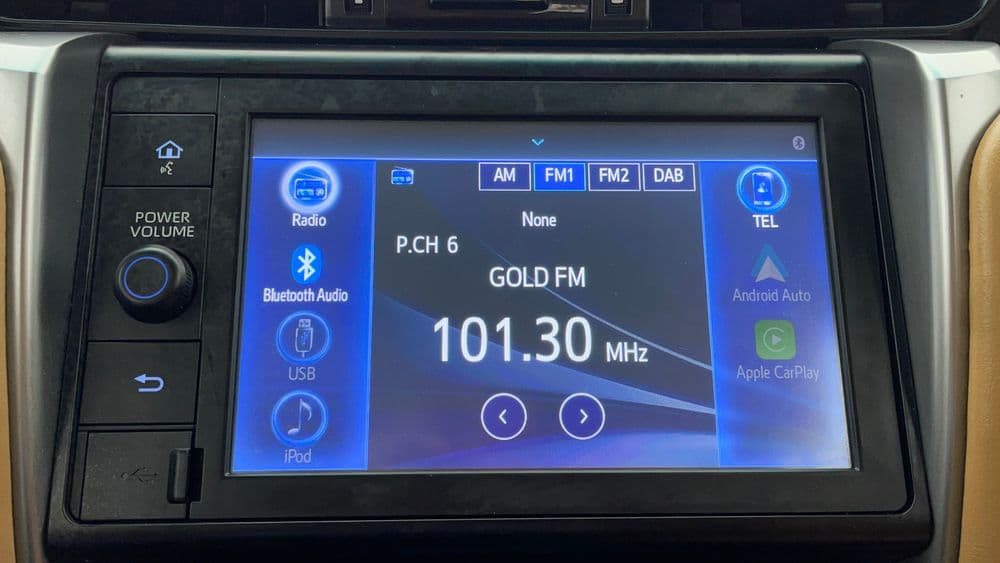 POWER
VOLUME
Radio
Bluetooth Audio
USB
iPod
AM FM1 FM2 DAB
None
P.CH 6
GOLD FM
101.30 MHz
TEL
Android Auto
Apple CarPlay